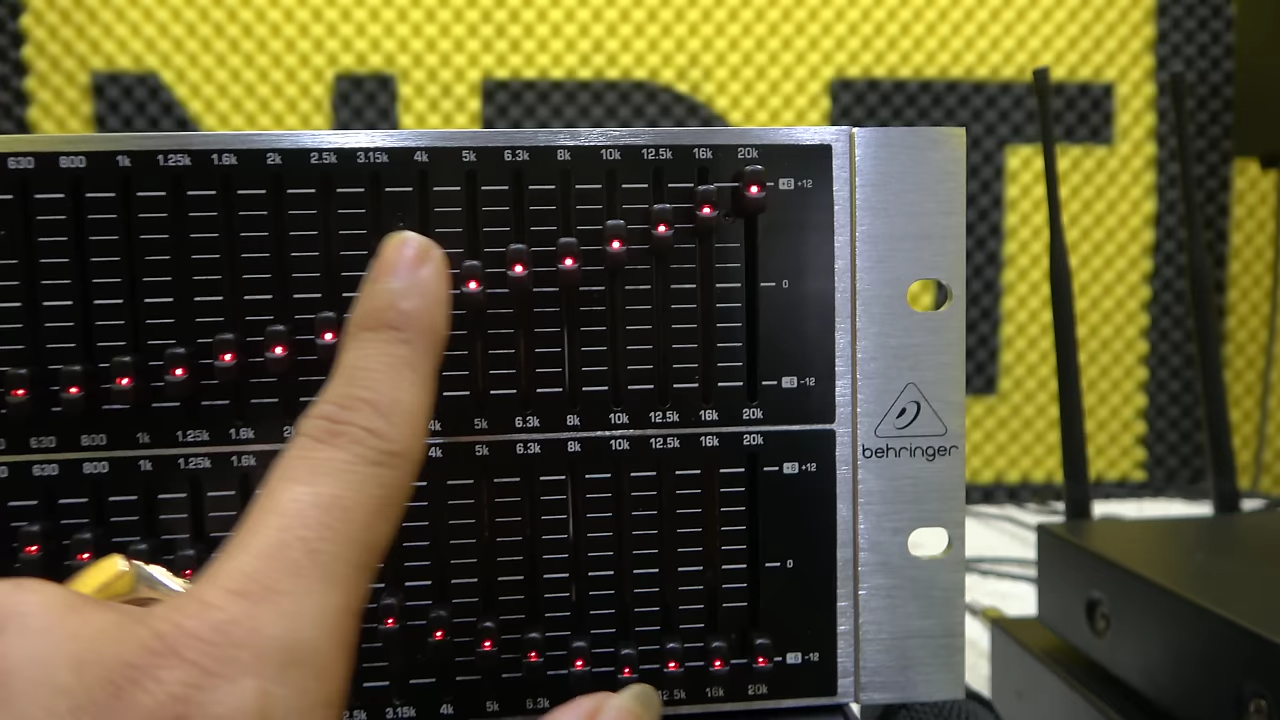 NDT
630 800 1k 1.25k 1.6k 2k 2.5k 3.15k 4k 5k 6.3k 8k 10k 12.5k 16k 20k
+6 +12
0
-6 -12
0 630 800 1k 1.25k 1.6k 4k 5k 6.3k 8k 10k 12.5k 16k 20k
0 630 800 1k 1.25k 1.6k 4k 5k 6.3k 8k 10k 12.5k 16k 20k
+6 +12
0
-6 -12
2.5k 3.15k 4k 5k 6.3k 16k 20k
behringer